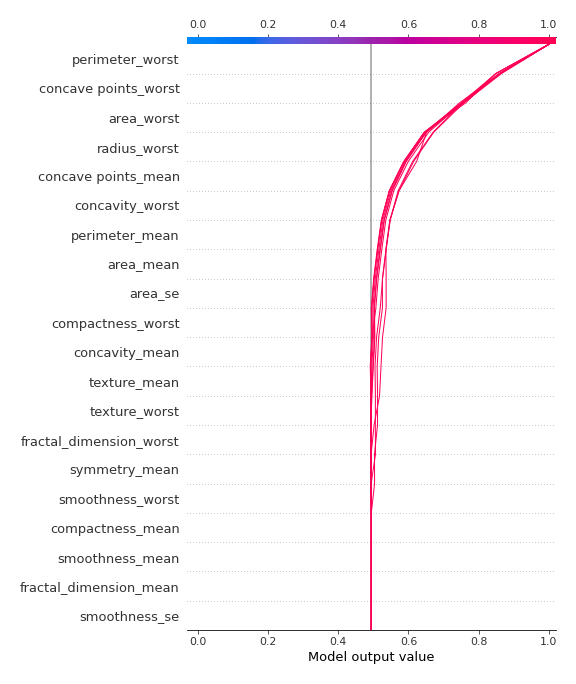 0.0 0.2 0.4 0.6 0.8 1.0
perimeter_worst
concave points_worst
area_worst
radius_worst
concave points_mean
concavity_worst
perimeter_mean
area_mean
area_se
compactness_worst
concavity_mean
texture_mean
texture_worst
fractal_dimension_worst
symmetry_mean
smoothness_worst
compactness_mean
smoothness_mean
fractal_dimension_mean
smoothness_se
0.0 0.2 0.4 0.6 0.8 1.0
Model output value